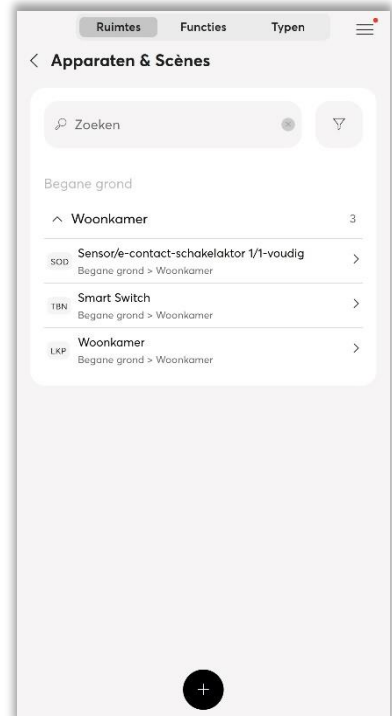 Ruimtes Functies Typen
Apparaten & Scènes
Zoeken
Begane grond
Woonkamer 3
SOD Sensor/e-contact-schakelaktor 1/1-voudig
Begane grond > Woonkamer
TBN Smart Switch
Begane grond > Woonkamer
LKP Woonkamer
Begane grond > Woonkamer